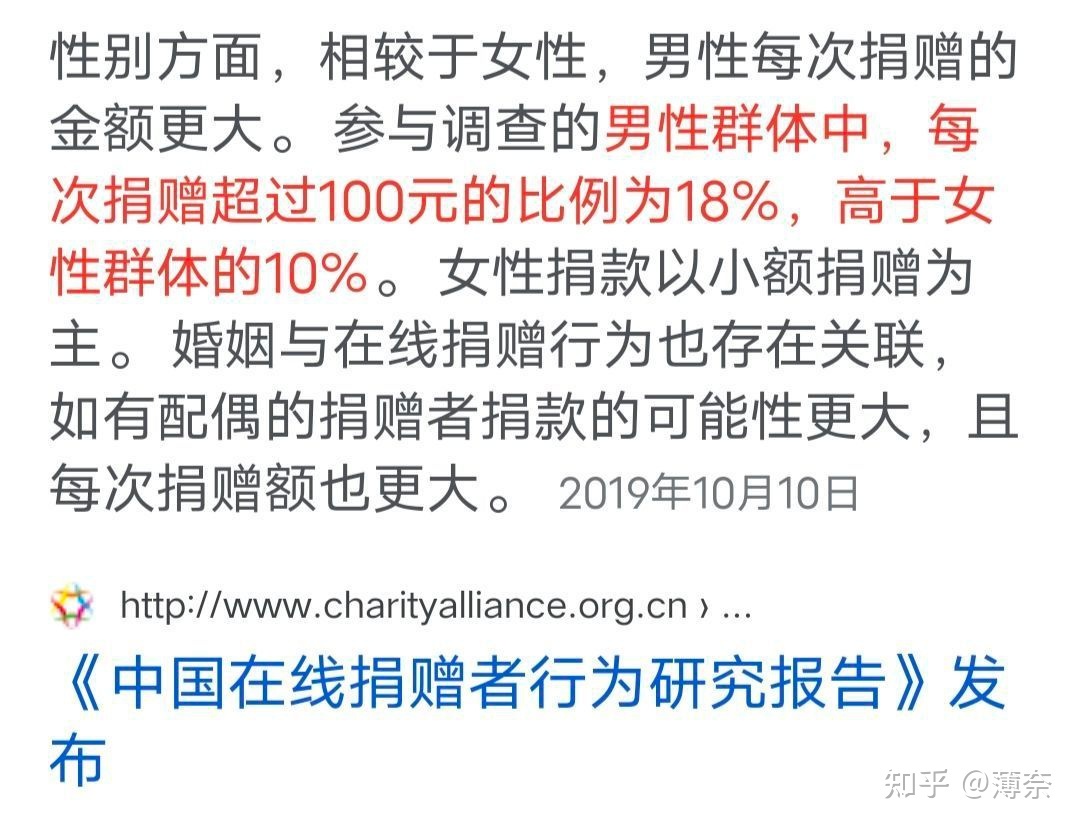 性别方面，相较于女性，男性每次捐赠的
金额更大。参与调查的男性群体中，每
次捐赠超过100元的比例为18%，高于女
性群体的10%。女性捐款以小额捐赠为
主。婚姻与在线捐赠行为也存在关联，
如有配偶的捐赠者捐款的可能性更大，且
每次捐赠额也更大。 2019年10月10日
http://www.charityalliance.org.cn › ...
《中国在线捐赠者行为研究报告》发
布
知乎 @薄奈